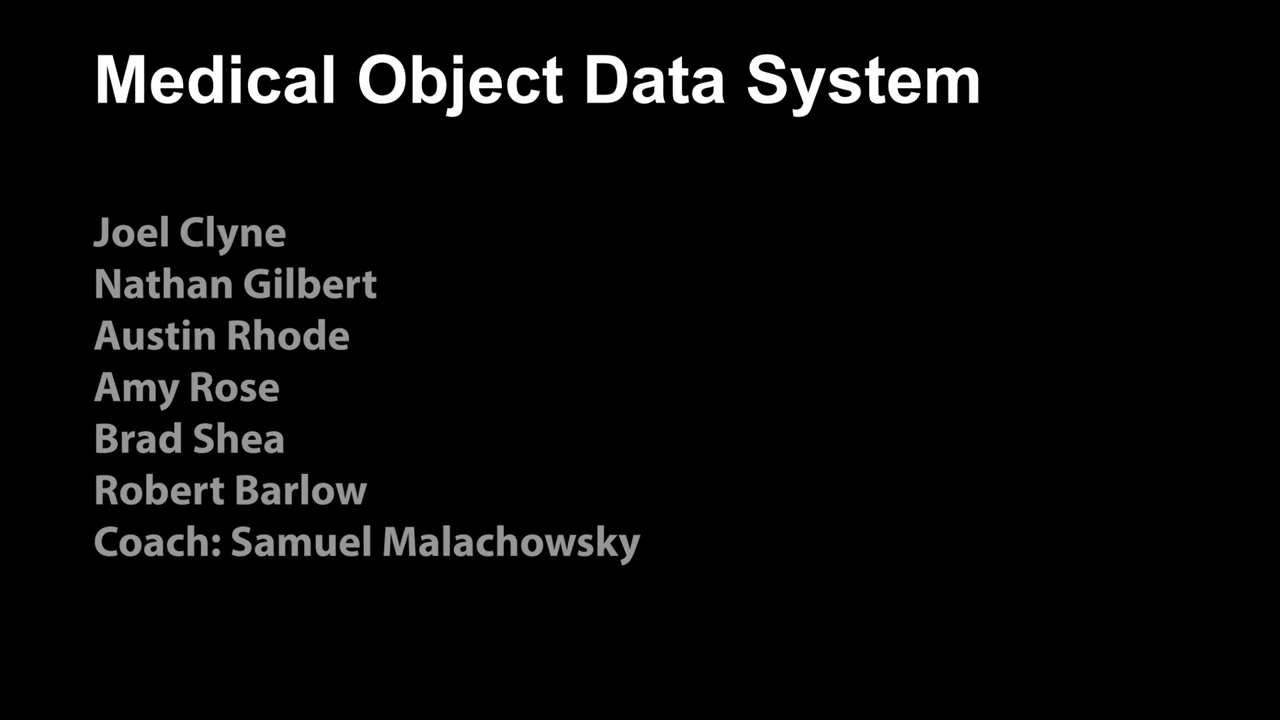 Medical Object Data System
Joel Clyne
Nathan Gilbert
Austin Rhode
Amy Rose
Brad Shea
Robert Barlow
Coach: Samuel Malachowsky